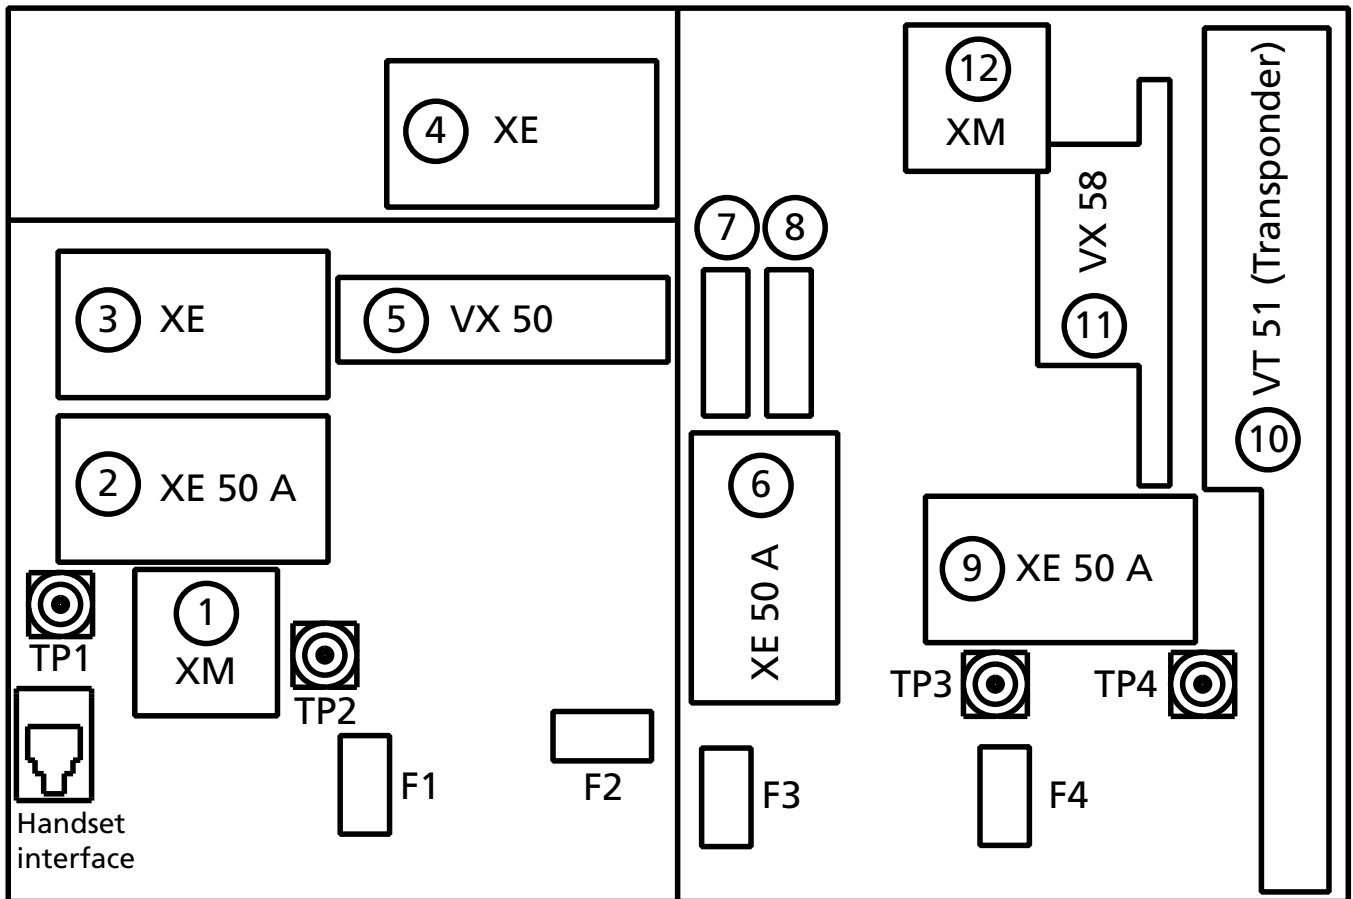 4 XE
3 XE
5 VX 50
2 XE 50 A
1
XM
TP1
TP2
Handset
interface
F1
F2
12
XM
7
8
VX 58
11
VT 51 (Transponder)
10
6
XE 50 A
9 XE 50 A
TP3
TP4
F3
F4